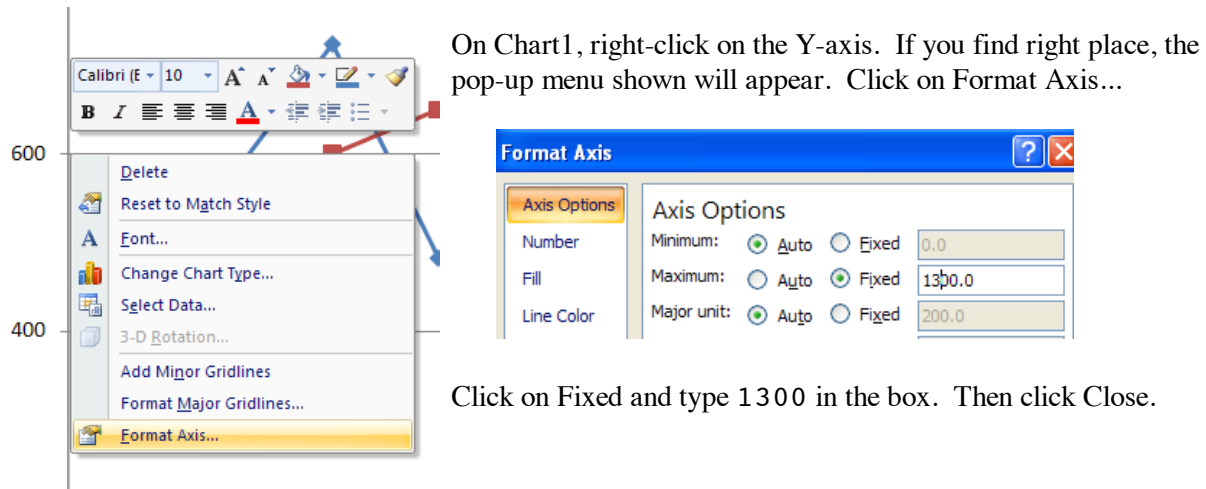 On Chart1, right-click on the Y-axis. If you find right place, the
pop-up menu shown will appear. Click on Format Axis...
Calibri (E 10 A A
B I A
600
400
Delete
Reset to Match Style
A Font...
Change Chart Type...
Select Data...
3-D Rotation...
Add Minor Gridlines
Format Major Gridlines...
Format Axis...
Format Axis ? X
Axis Options
Number
Fill
Line Color
Axis Options
Minimum: Auto Fixed 0.0
Maximum: Auto Fixed 1300.0
Major unit: Auto Fixed 200.0
Click on Fixed and type 1300 in the box. Then click Close.